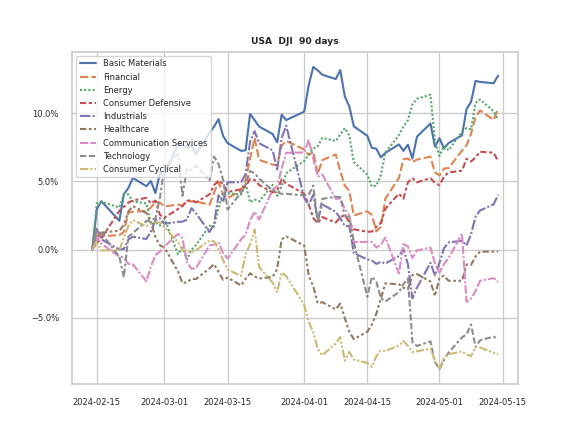 USA DJI 90 days
Basic Materials
Financial
Energy
Consumer Defensive
Industrials
Healthcare
Communication Services
Technology
Consumer Cyclical
10.0%
5.0%
0.0%
−5.0%
2024-02-15 2024-03-01 2024-03-15 2024-04-01 2024-04-15 2024-05-01 2024-05-15